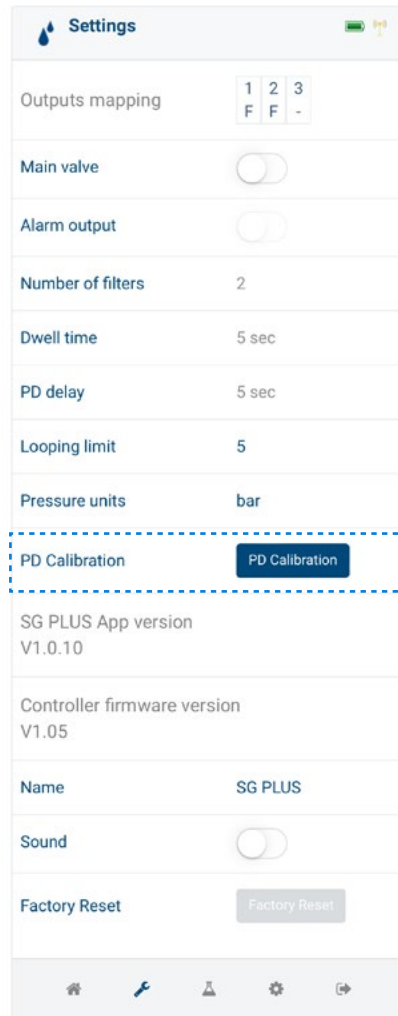 Settings
Outputs mapping
1 2 3
F F -
Main valve
Alarm output
Number of filters 2
Dwell time 5 sec
PD delay 5 sec
Looping limit 5
Pressure units bar
PD Calibration PD Calibration
SG PLUS App version
V1.0.10
Controller firmware version
V1.05
Name SG PLUS
Sound
Factory Reset Factory Reset